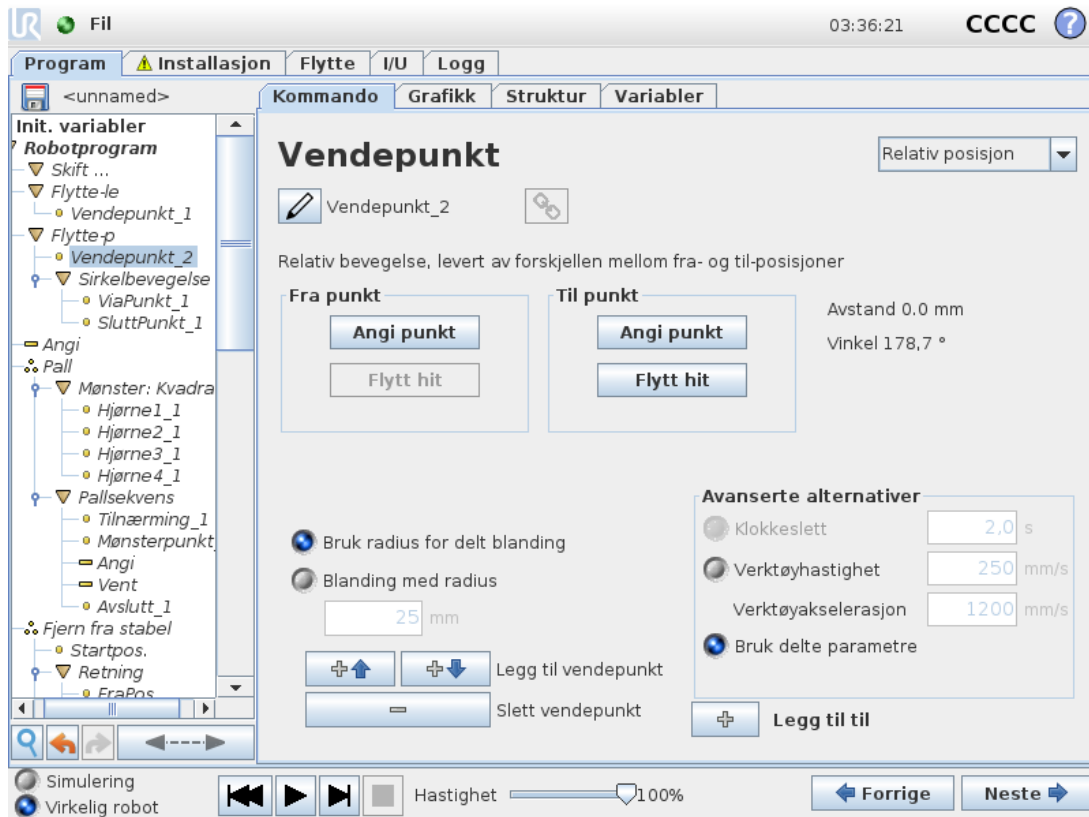 Fil
03:36:21
CCCC
Program
Installasjon
Flytte
I/U
Logg
<unnamed>
Kommando
Grafikk
Struktur
Variabler
Init. variabler
Robotprogram
Skift ...
Flytte-le
Vendepunkt_1
Flytte-p
Vendepunkt_2
Sirkelbevegelse
ViaPunkt_1
SluttPunkt_1
Angi
Pall
Mønster: Kvadra
Hjørne1_1
Hjørne2_1
Hjørne3_1
Hjørne4_1
Pallsekvens
Tilnærming_1
Mønsterpunkt_
Angi
Vent
Avslutt_1
Fjern fra stabel
Startpos.
Retning
FraPos
Vendepunkt
Relativ posisjon
Vendepunkt_2
Relativ bevegelse, levert av forskjellen mellom fra- og til-posisjoner
Fra punkt
Angi punkt
Flytt hit
Til punkt
Angi punkt
Flytt hit
Avstand 0.0 mm
Vinkel 178,7 °
Bruk radius for delt blanding
Blanding med radius
25 mm
Legg til vendepunkt
Slett vendepunkt
Avanserte alternativer
Klokkeslett 2,0 s
Verktøyhastighet 250 mm/s
Verktøyakselerasjon 1200 mm/s
Bruk delte parametre
Legg til til
Simulering
Virkelig robot
Hastighet 100%
Forrige
Neste